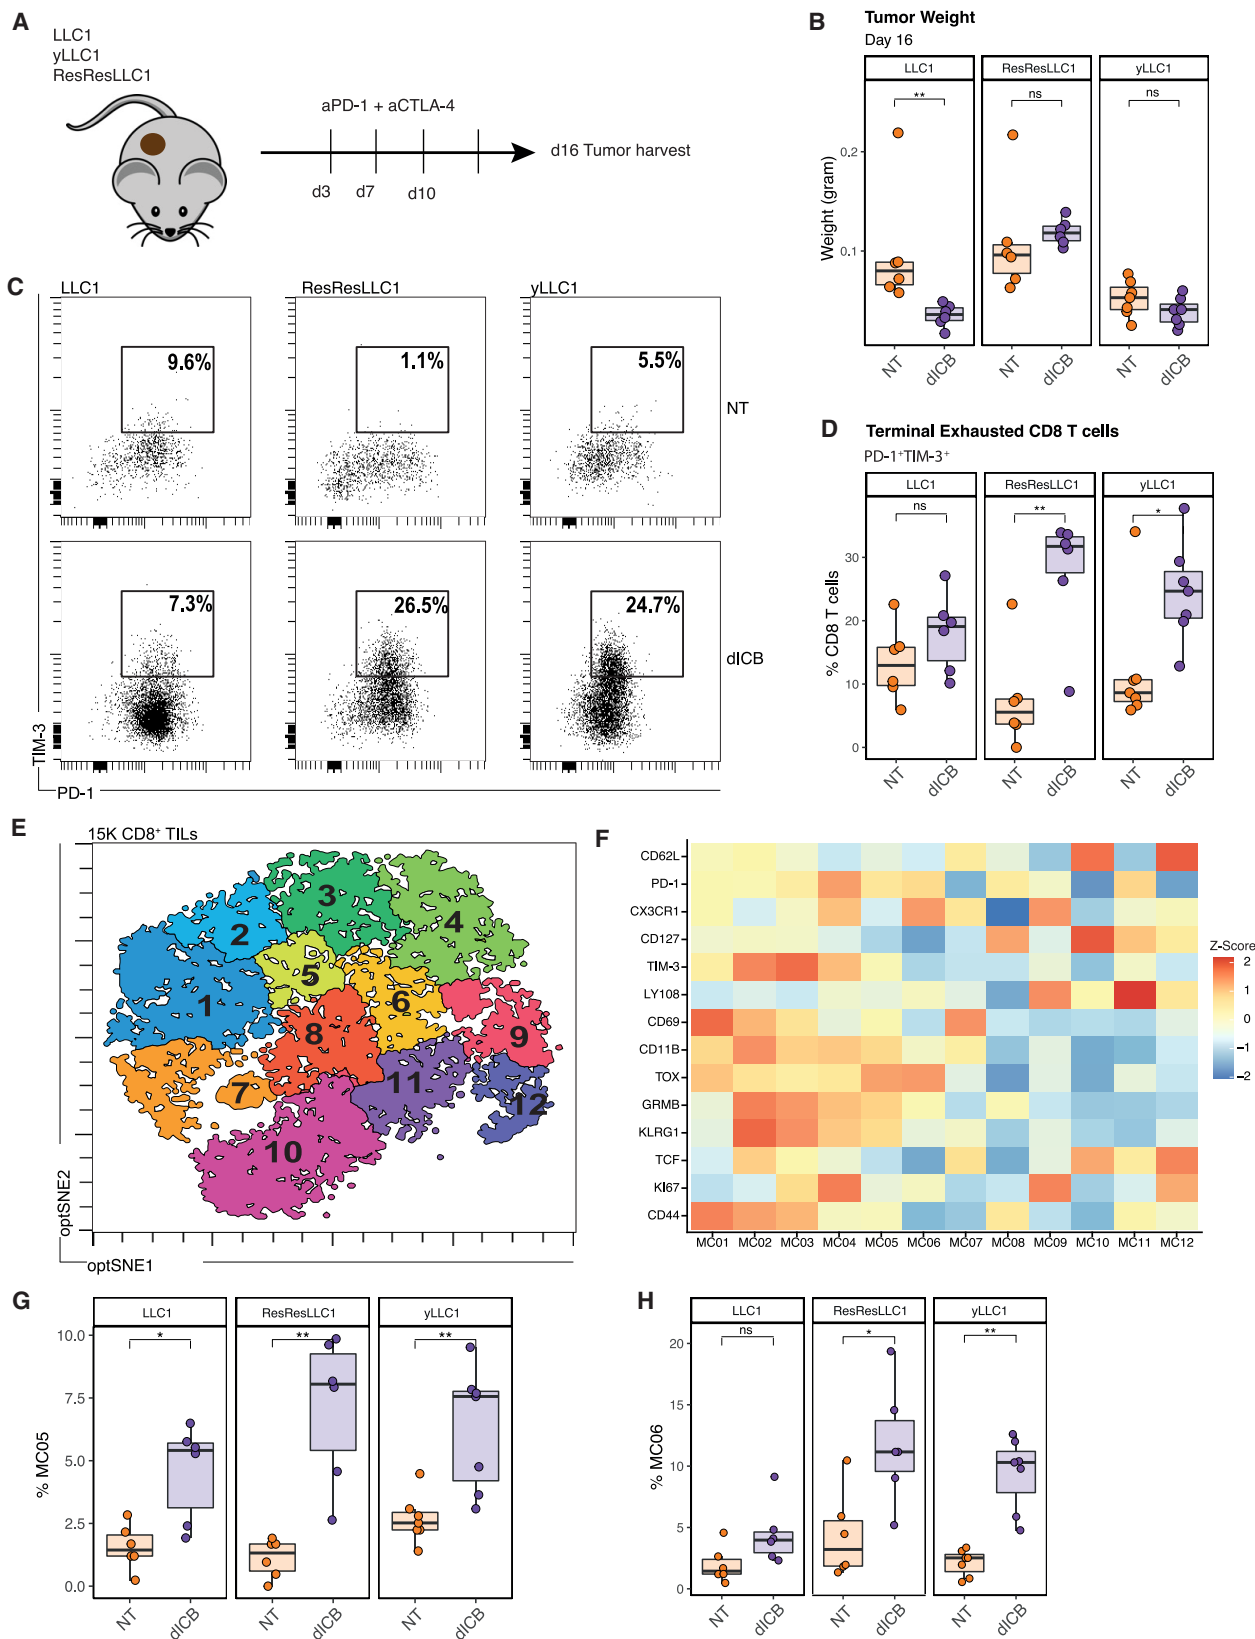 A
LLC1
yLLC1
ResResLLC1
aPD-1 + aCTLA-4
d3
d7
d10
d16 Tumor harvest
B
Tumor Weight
Day 16
LLC1
ResResLLC1
yLLC1
**
ns
ns
Weight (gram)
0,2
0.1
NT
dICB
NT
dICB
NT
dICB
C
LLC1
ResResLLC1
yLLC1
9.6%
1.1%
5.5%
NT
7.3%
26.5%
24.7%
dICB
TIM-3
PD-1
D
Terminal Exhausted CD8 T cells
PD-1⁺TIM-3⁺
LLC1
ResResLLC1
yLLC1
ns
**
*
% CD8 T cells
30
20
10
0
NT
dICB
NT
dICB
NT
dICB
E
15K CD8⁺ TILs
1
2
3
4
5
6
7
8
9
10
11
12
optSNE2
optSNE1
F
CD62L
PD-1
CX3CR1
CD127
TIM-3
LY108
CD69
CD11B
TOX
GRMB
KLRG1
TCF
KI67
CD44
MC01 MC02 MC03 MC04 MC05 MC06 MC07 MC08 MC09 MC10 MC11 MC12
Z-Score
2
1
0
−1
−2
G
LLC1
ResResLLC1
yLLC1
*
**
**
% MC05
10.0
7.5
5.0
2.5
0.0
NT
dICB
NT
dICB
NT
dICB
H
LLC1
ResResLLC1
yLLC1
ns
*
**
% MC06
20
15
10
5
0
NT
dICB
NT
dICB
NT
dICB